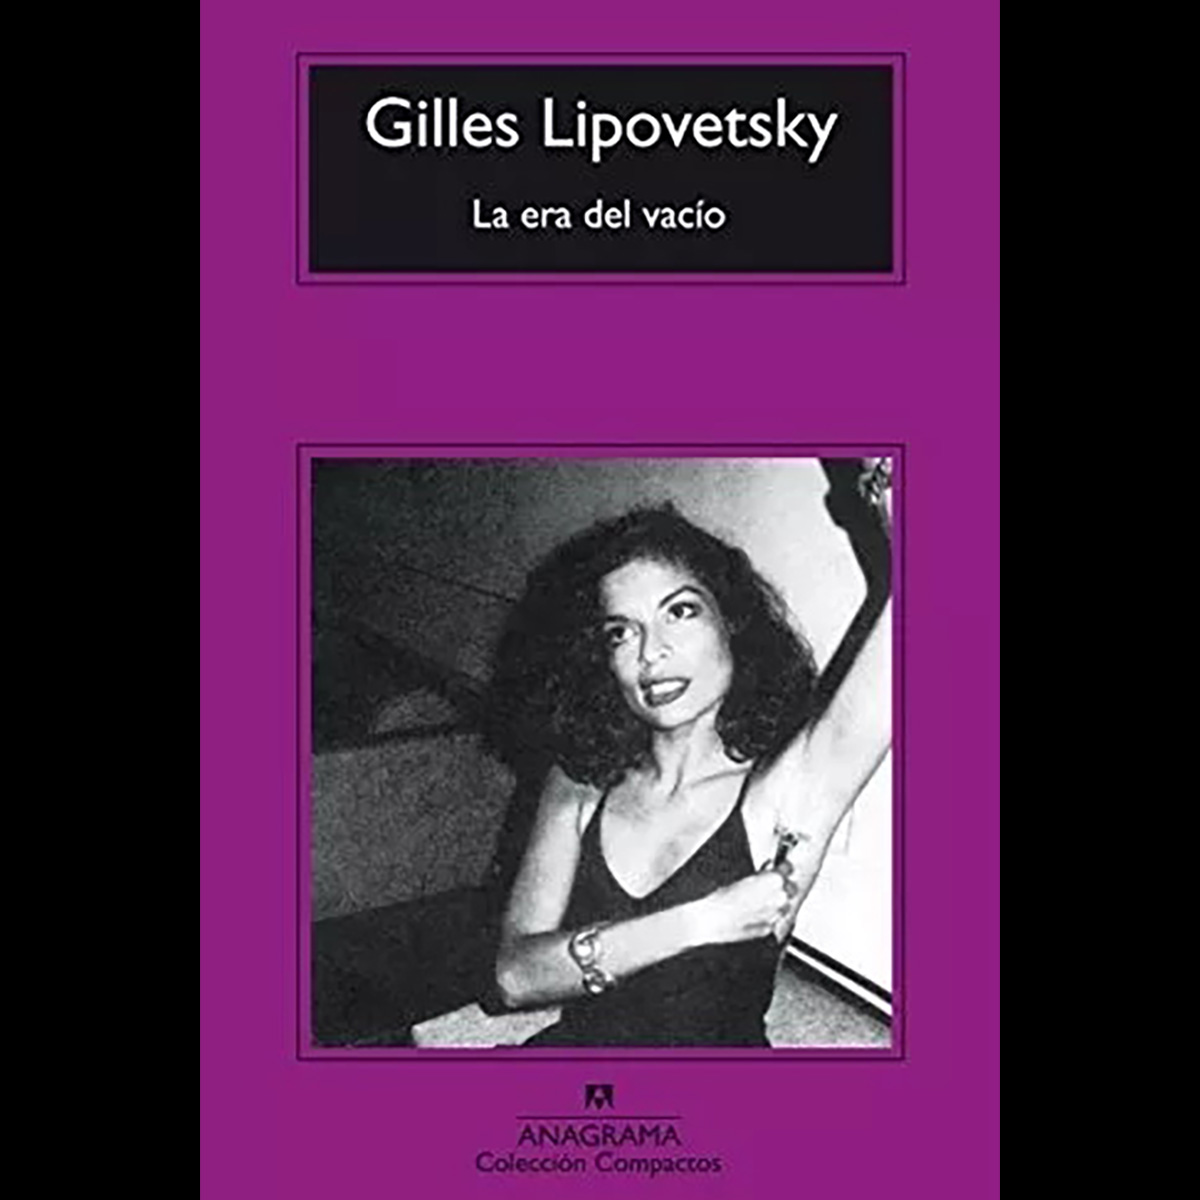 Gilles Lipovetsky
La era del vacío
ANAGRAMA
Colección Compactos